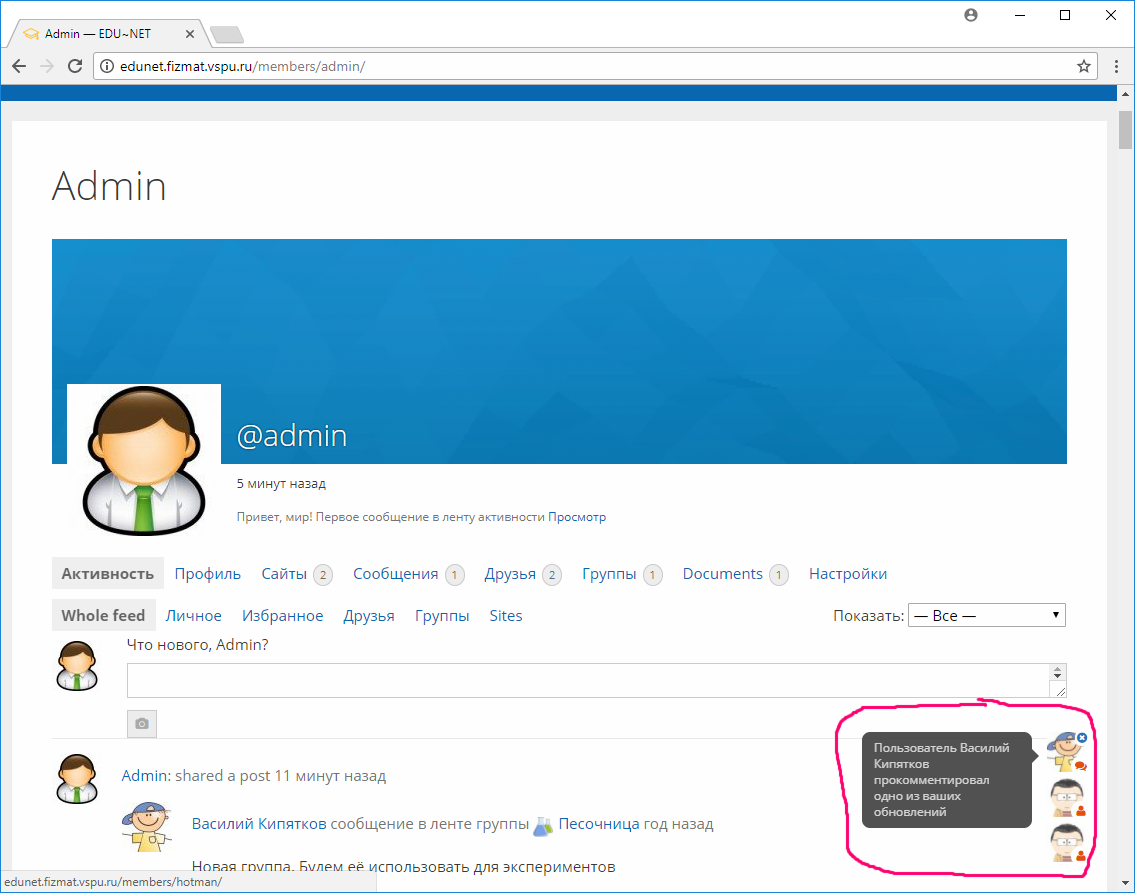 Admin — EDU~NET
edunet.fizmat.vspu.ru/members/admin/
Admin
@admin
5 минут назад
Привет, мир! Первое сообщение в ленту активности Просмотр
Активность Профиль Сайты 2 Сообщения 1 Друзья 2 Группы 1 Documents 1 Настройки
Whole feed Личное Избранное Друзья Группы Sites Показать: — Все —
Что нового, Admin?
Admin: shared a post 11 минут назад
Василий Кипятков сообщение в ленте группы Песочница год назад
Новая группа. Будем её использовать для экспериментов
Пользователь Василий
Кипятков
прокомментировал
одно из ваших
обновлений
edunet.fizmat.vspu.ru/members/hotman/